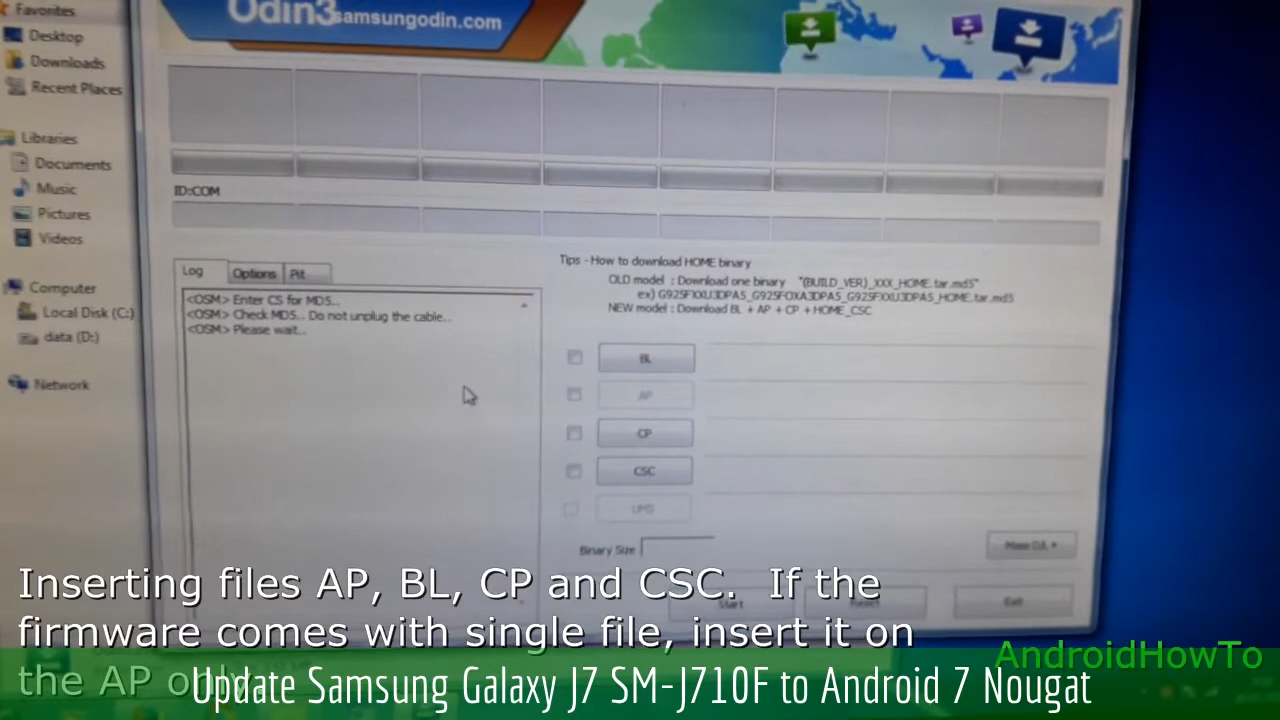 Favorites
Desktop
Downloads
Recent Places
Libraries
Documents
Music
Pictures
Videos
Computer
Local Disk (C:)
data (D:)
Network
Odin3
samsungodin.com
ID:COM
Log
Options
Pit
<OSM> Enter CS for MD5..
<OSM> Check MD5.. Do not unplug the cable..
<OSM> Please wait..
Tips - How to download HOME binary
OLD model : Download one binary "(BUILD_VER)_XXX_HOME.tar.md5"
ex) G925FXXU3DPA5_G925FOXA3DPA5_G925FXXU3DPA5_HOME.tar.md5
NEW model : Download BL + AP + CP + HOME_CSC
BL
AP
CP
CSC
UMS
Binary Size
Start
Reset
Exit
Inserting files AP, BL, CP and CSC. If the
firmware comes with single file, insert it on
the AP only.
AndroidHowTo
Update Samsung Galaxy J7 SM-J710F to Android 7 Nougat